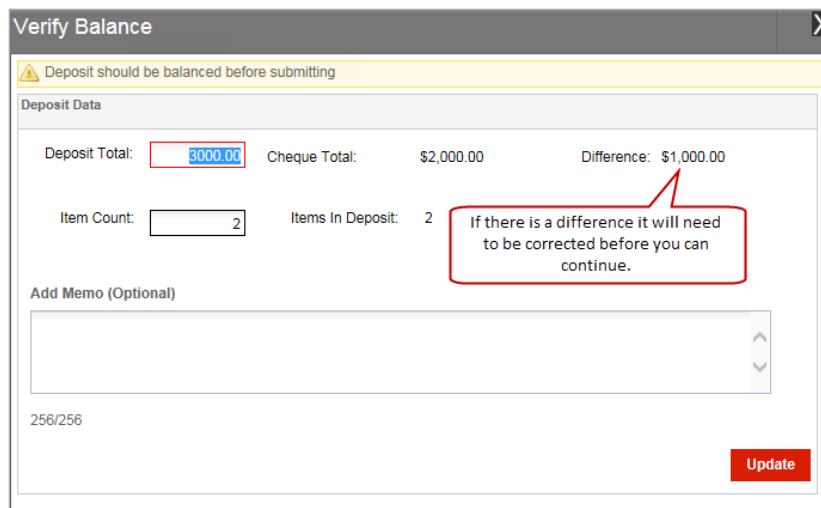 Verify Balance
X
Deposit should be balanced before submitting
Deposit Data
Deposit Total: 3000.00 Cheque Total: $2,000.00 Difference: $1,000.00
Item Count: 2 Items In Deposit: 2
If there is a difference it will need
to be corrected before you can
continue.
Add Memo (Optional)
256/256
Update